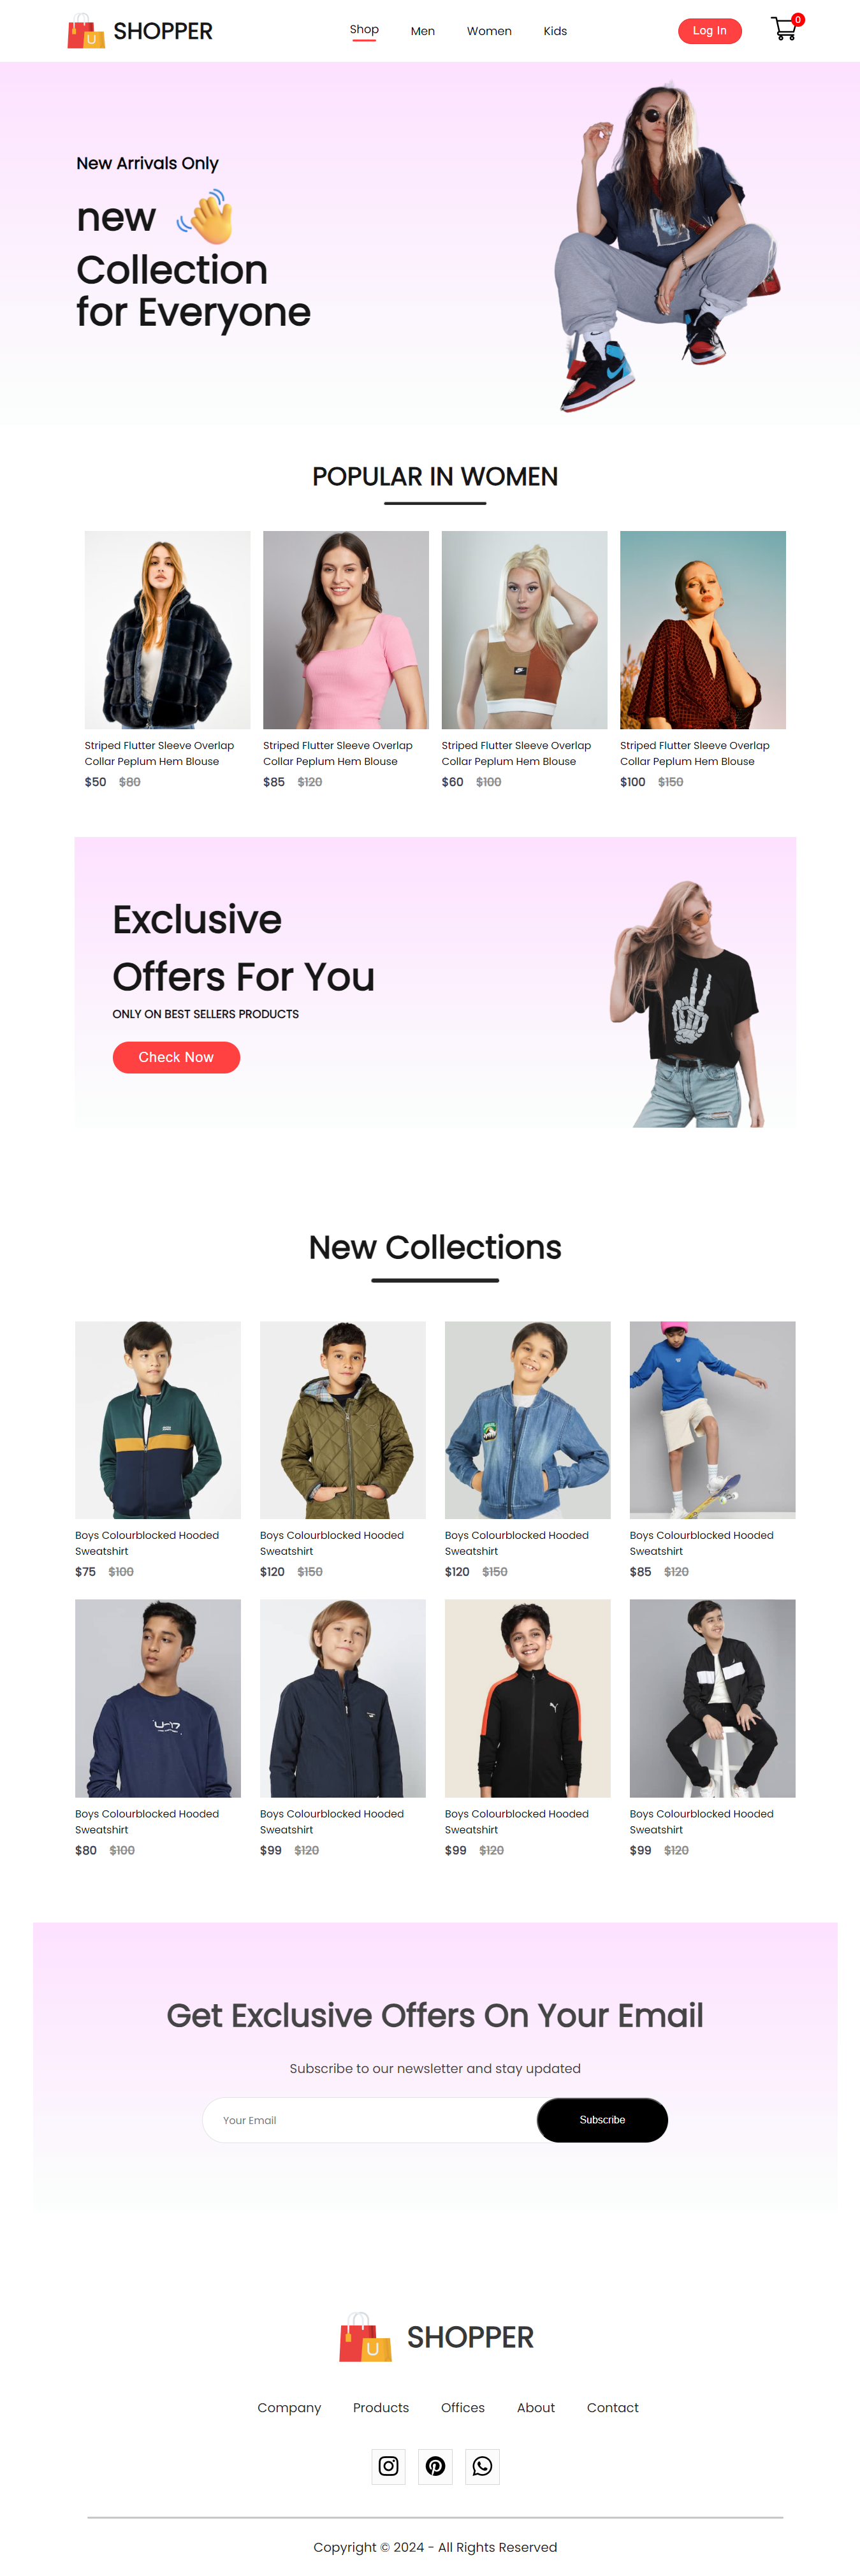 SHOPPER
Shop
Men
Women
Kids
Log In
0
New Arrivals Only
new
Collection
for Everyone
POPULAR IN WOMEN
Striped Flutter Sleeve Overlap
Collar Peplum Hem Blouse
$50 $80
Striped Flutter Sleeve Overlap
Collar Peplum Hem Blouse
$85 $120
Striped Flutter Sleeve Overlap
Collar Peplum Hem Blouse
$60 $100
Striped Flutter Sleeve Overlap
Collar Peplum Hem Blouse
$100 $150
Exclusive
Offers For You
ONLY ON BEST SELLERS PRODUCTS
Check Now
New Collections
Boys Colourblocked Hooded
Sweatshirt
$75 $100
Boys Colourblocked Hooded
Sweatshirt
$120 $150
Boys Colourblocked Hooded
Sweatshirt
$120 $150
Boys Colourblocked Hooded
Sweatshirt
$85 $120
Boys Colourblocked Hooded
Sweatshirt
$80 $100
Boys Colourblocked Hooded
Sweatshirt
$99 $120
Boys Colourblocked Hooded
Sweatshirt
$99 $120
Boys Colourblocked Hooded
Sweatshirt
$99 $120
Get Exclusive Offers On Your Email
Subscribe to our newsletter and stay updated
Your Email
Subscribe
U
SHOPPER
Company
Products
Offices
About
Contact
Copyright © 2024 - All Rights Reserved